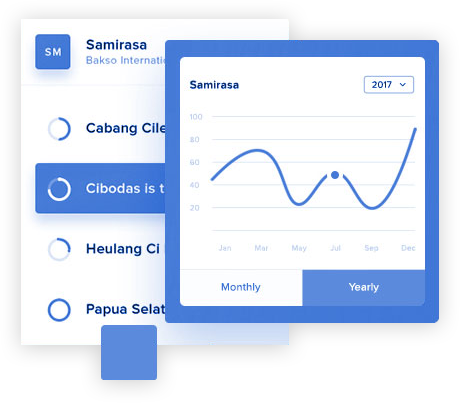 SM
Samirasa
Bakso Internati
Cabang Cile
Cibodas is t
Heulang Ci
Papua Selat
Samirasa
2017
100
80
60
40
20
Jan Mar May Jul Sep Dec
Monthly Yearly